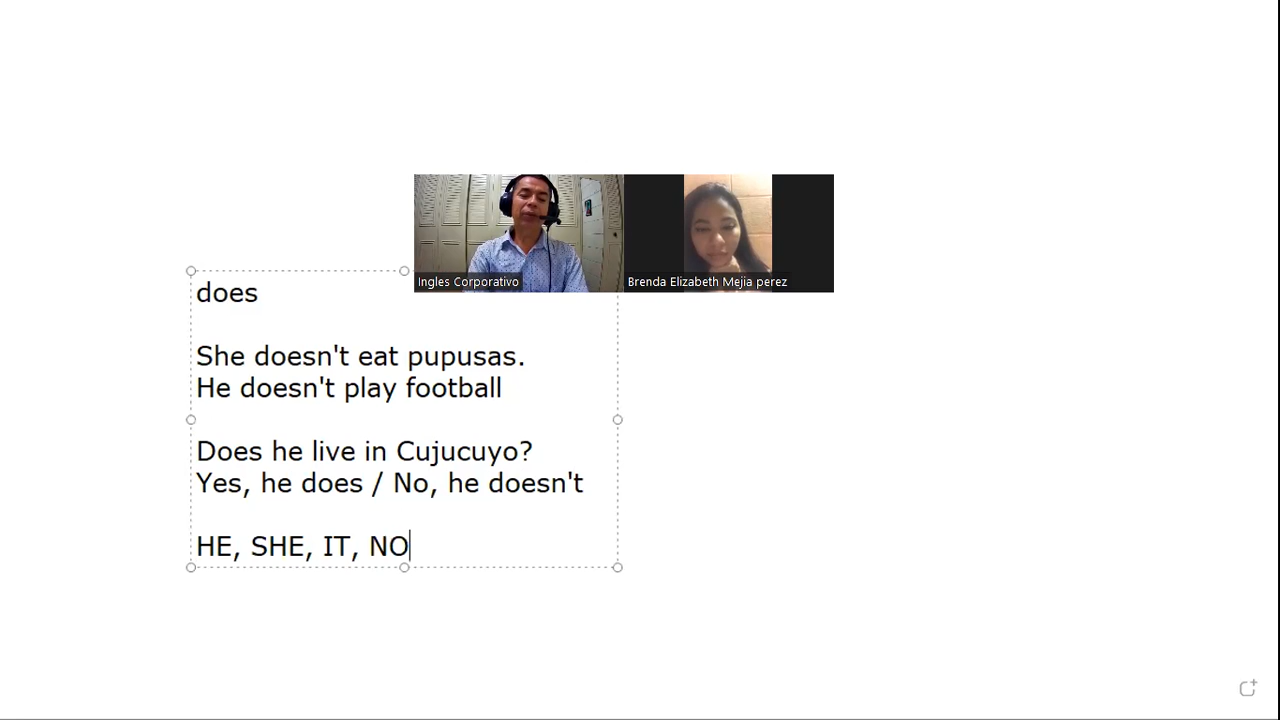 Ingles Corporativo
Brenda Elizabeth Mejia perez
does
She doesn't eat pupusas.
He doesn't play football
Does he live in Cujucuyo?
Yes, he does / No, he doesn't
HE, SHE, IT, NO